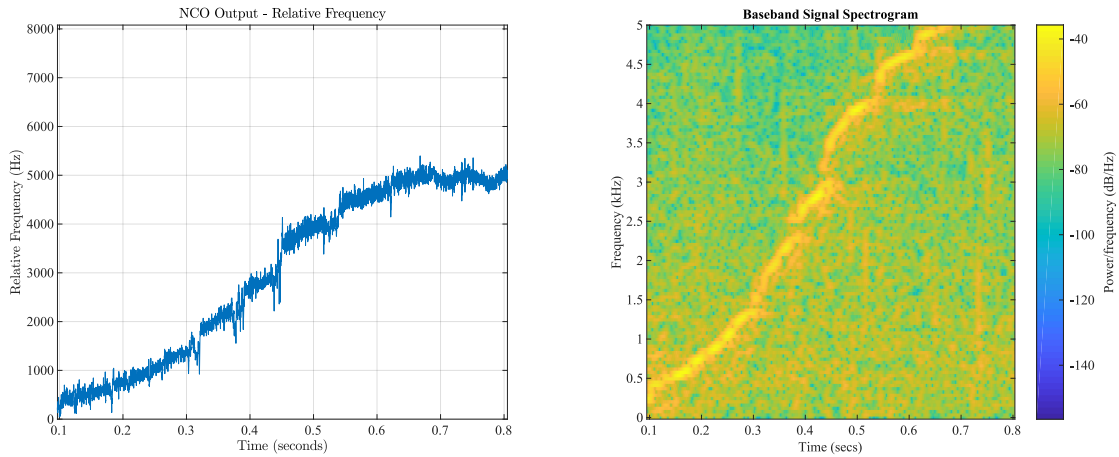 NCO Output - Relative Frequency
8000
7000
6000
5000
4000
3000
2000
1000
0
Relative Frequency (Hz)
0.1 0.2 0.3 0.4 0.5 0.6 0.7 0.8
Time (seconds)
Baseband Signal Spectrogram
5
4.5
4
3.5
3
2.5
2
1.5
1
0.5
0
Frequency (kHz)
0.1 0.2 0.3 0.4 0.5 0.6 0.7 0.8
Time (secs)
-40
-60
-80
-100
-120
-140
Power/frequency (dB/Hz)